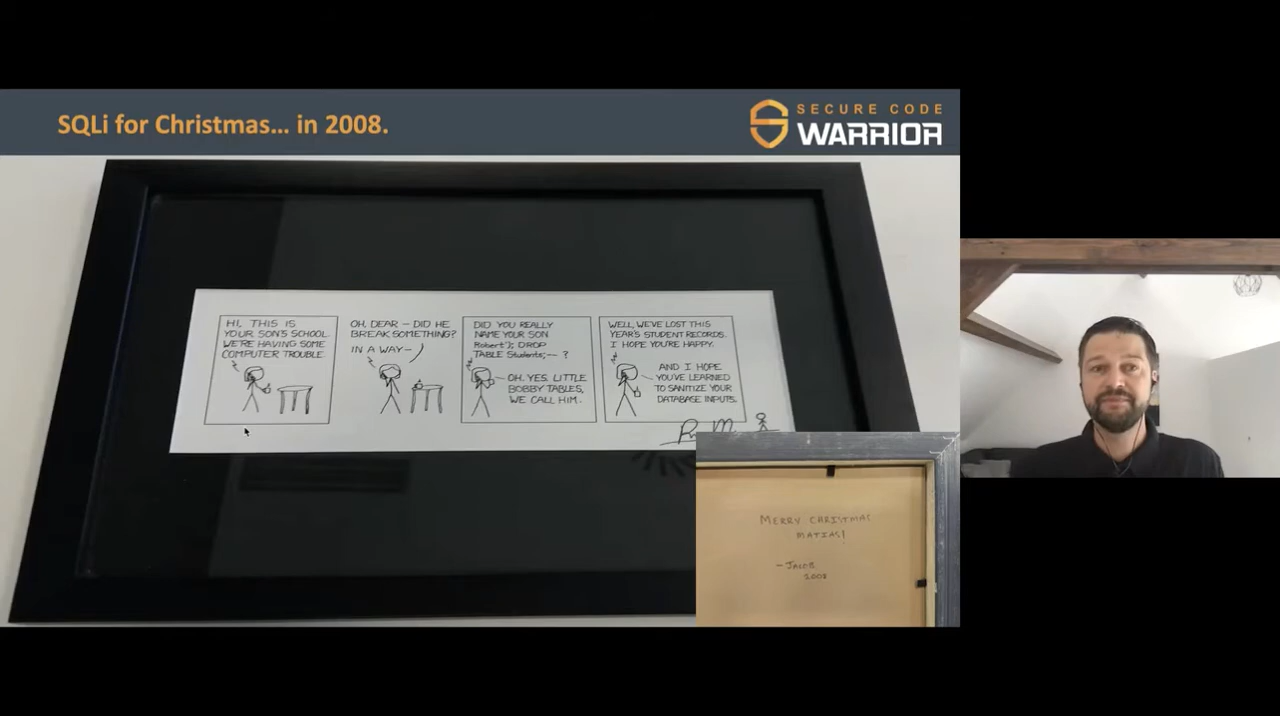 SQLi for Christmas... in 2008.
SECURE CODE
WARRIOR
HI, THIS IS
YOUR SON'S SCHOOL.
WE'RE HAVING SOME
COMPUTER TROUBLE.
OH, DEAR – DID HE
BREAK SOMETHING?
IN A WAY–
DID YOU REALLY
NAME YOUR SON
Robert'); DROP
TABLE Students;-- ?
OH. YES. LITTLE
BOBBY TABLES,
WE CALL HIM.
WELL, WE'VE LOST THIS
YEAR'S STUDENT RECORDS.
I HOPE YOU'RE HAPPY.
AND I HOPE
YOU'VE LEARNED
TO SANITIZE YOUR
DATABASE INPUTS.
MERRY CHRISTMAS
MATIAS!
- JACOB
2008